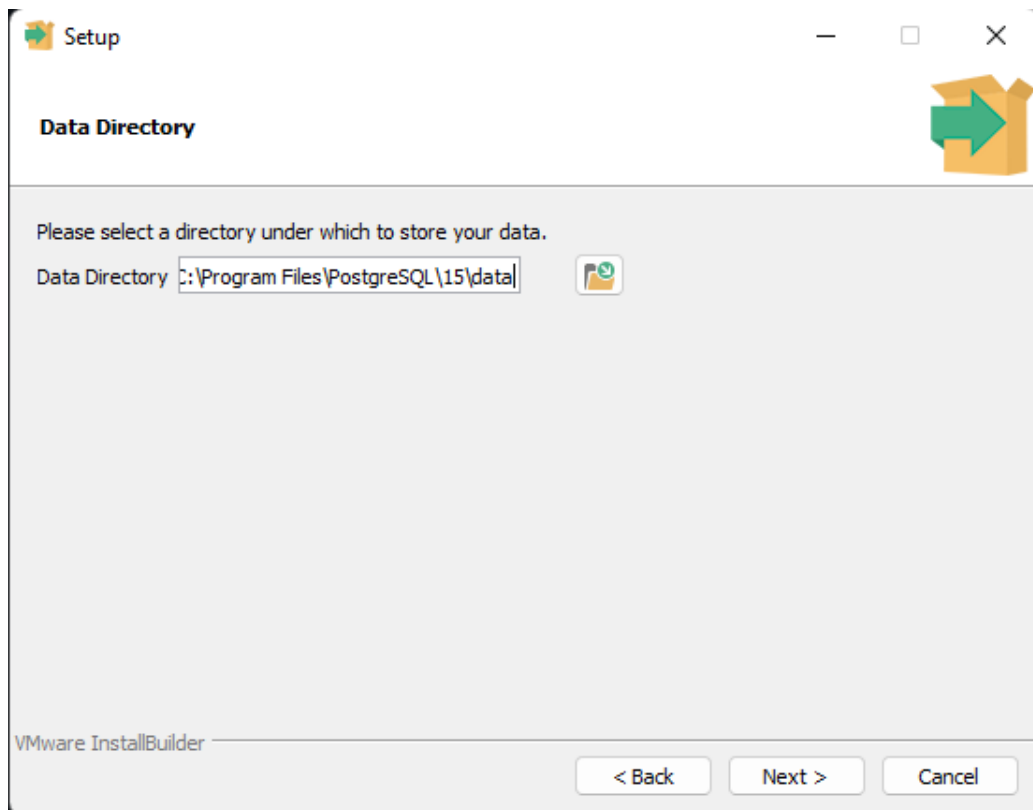 Setup
Data Directory
Please select a directory under which to store your data.
Data Directory C:\Program Files\PostgreSQL\15\data
VMware InstallBuilder
< Back Next > Cancel